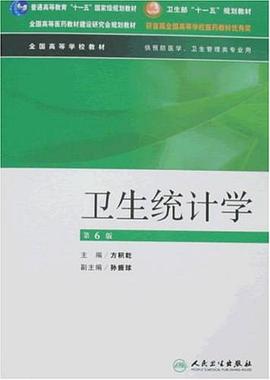 普通高等教育“十一五”国家级规划教材
卫生部“十一五”规划教材
全国高等医药教材建设研究会规划教材
获首届全国高等学校医药教材优秀奖
全国高等学校教材
供预防医学、卫生管理类专业用
卫生统计学
第6版
主 编 / 方积乾
副主编 / 孙振球
人民卫生出版社